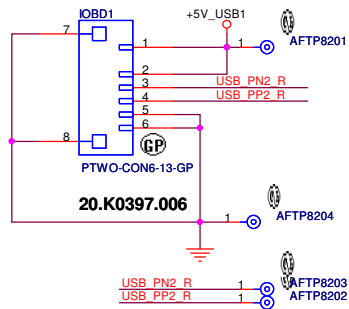 IOBD1
+5V_USB1
7
1
AFTP8201
2
3 USB_PN2_R
4 USB_PP2_R
5
6
8
GP
PTWO-CON6-13-GP
20.K0397.006
1
AFTP8204
USB_PN2_R 1 AFTP8203
USB_PP2_R 1 AFTP8202